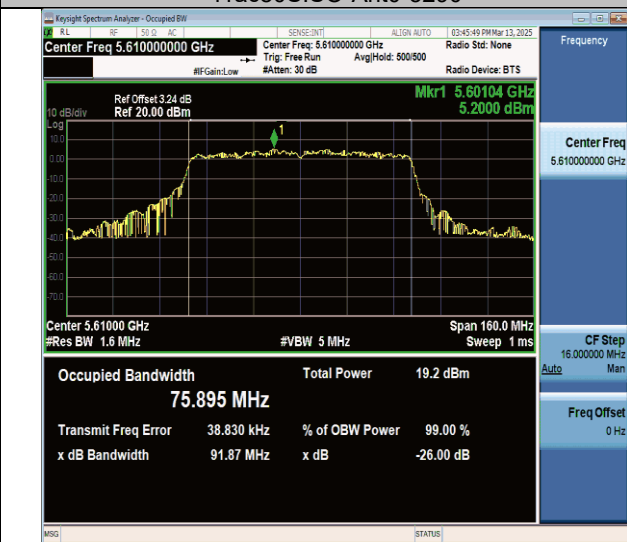 Keysight Spectrum Analyzer - Occupied BW
RL RF 50 Ω AC SENSE:INT ALIGN AUTO 03:45:49 PM Mar 13, 2025
Center Freq 5.610000000 GHz
Center Freq: 5.610000000 GHz
Radio Std: None
Trig: Free Run Avg|Hold: 500/500
#IFGain:Low #Atten: 30 dB Radio Device: BTS
Frequency
Ref Offset 3.24 dB
10 dB/div Ref 20.00 dBm
Mkr1 5.60104 GHz
5.2000 dBm
Log
10.0
0.00
-10.0
-20.0
-30.0
-40.0
-50.0
-60.0
-70.0
1
Center 5.61000 GHz Span 160.0 MHz
#Res BW 1.6 MHz #VBW 5 MHz Sweep 1 ms
Occupied Bandwidth Total Power 19.2 dBm
75.895 MHz
Transmit Freq Error 38.830 kHz % of OBW Power 99.00 %
x dB Bandwidth 91.87 MHz x dB -26.00 dB
Center Freq
5.610000000 GHz
CF Step
16.000000 MHz
Auto Man
Freq Offset
0 Hz
MSG STATUS